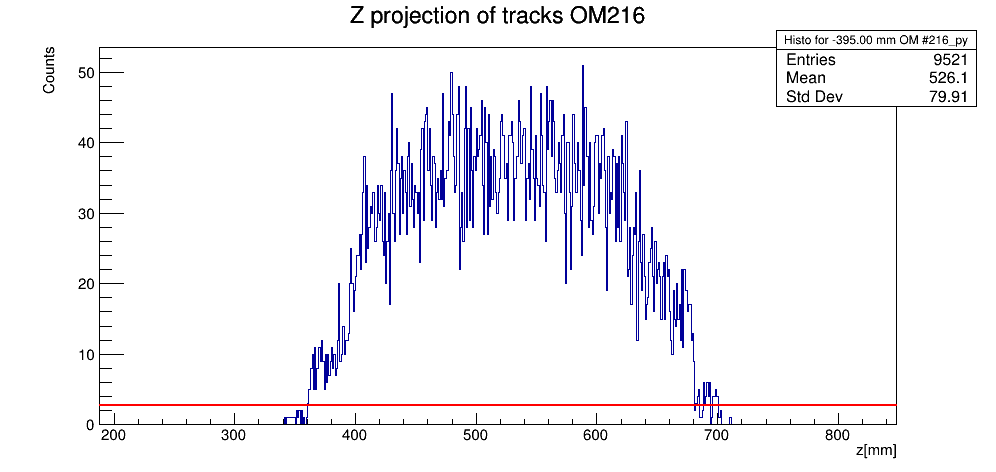 Z projection of tracks OM216
Histo for -395.00 mm OM #216_py
Entries 9521
Mean 526.1
Std Dev 79.91
Counts
50
40
30
20
10
0
200 300 400 500 600 700 800
z[mm]